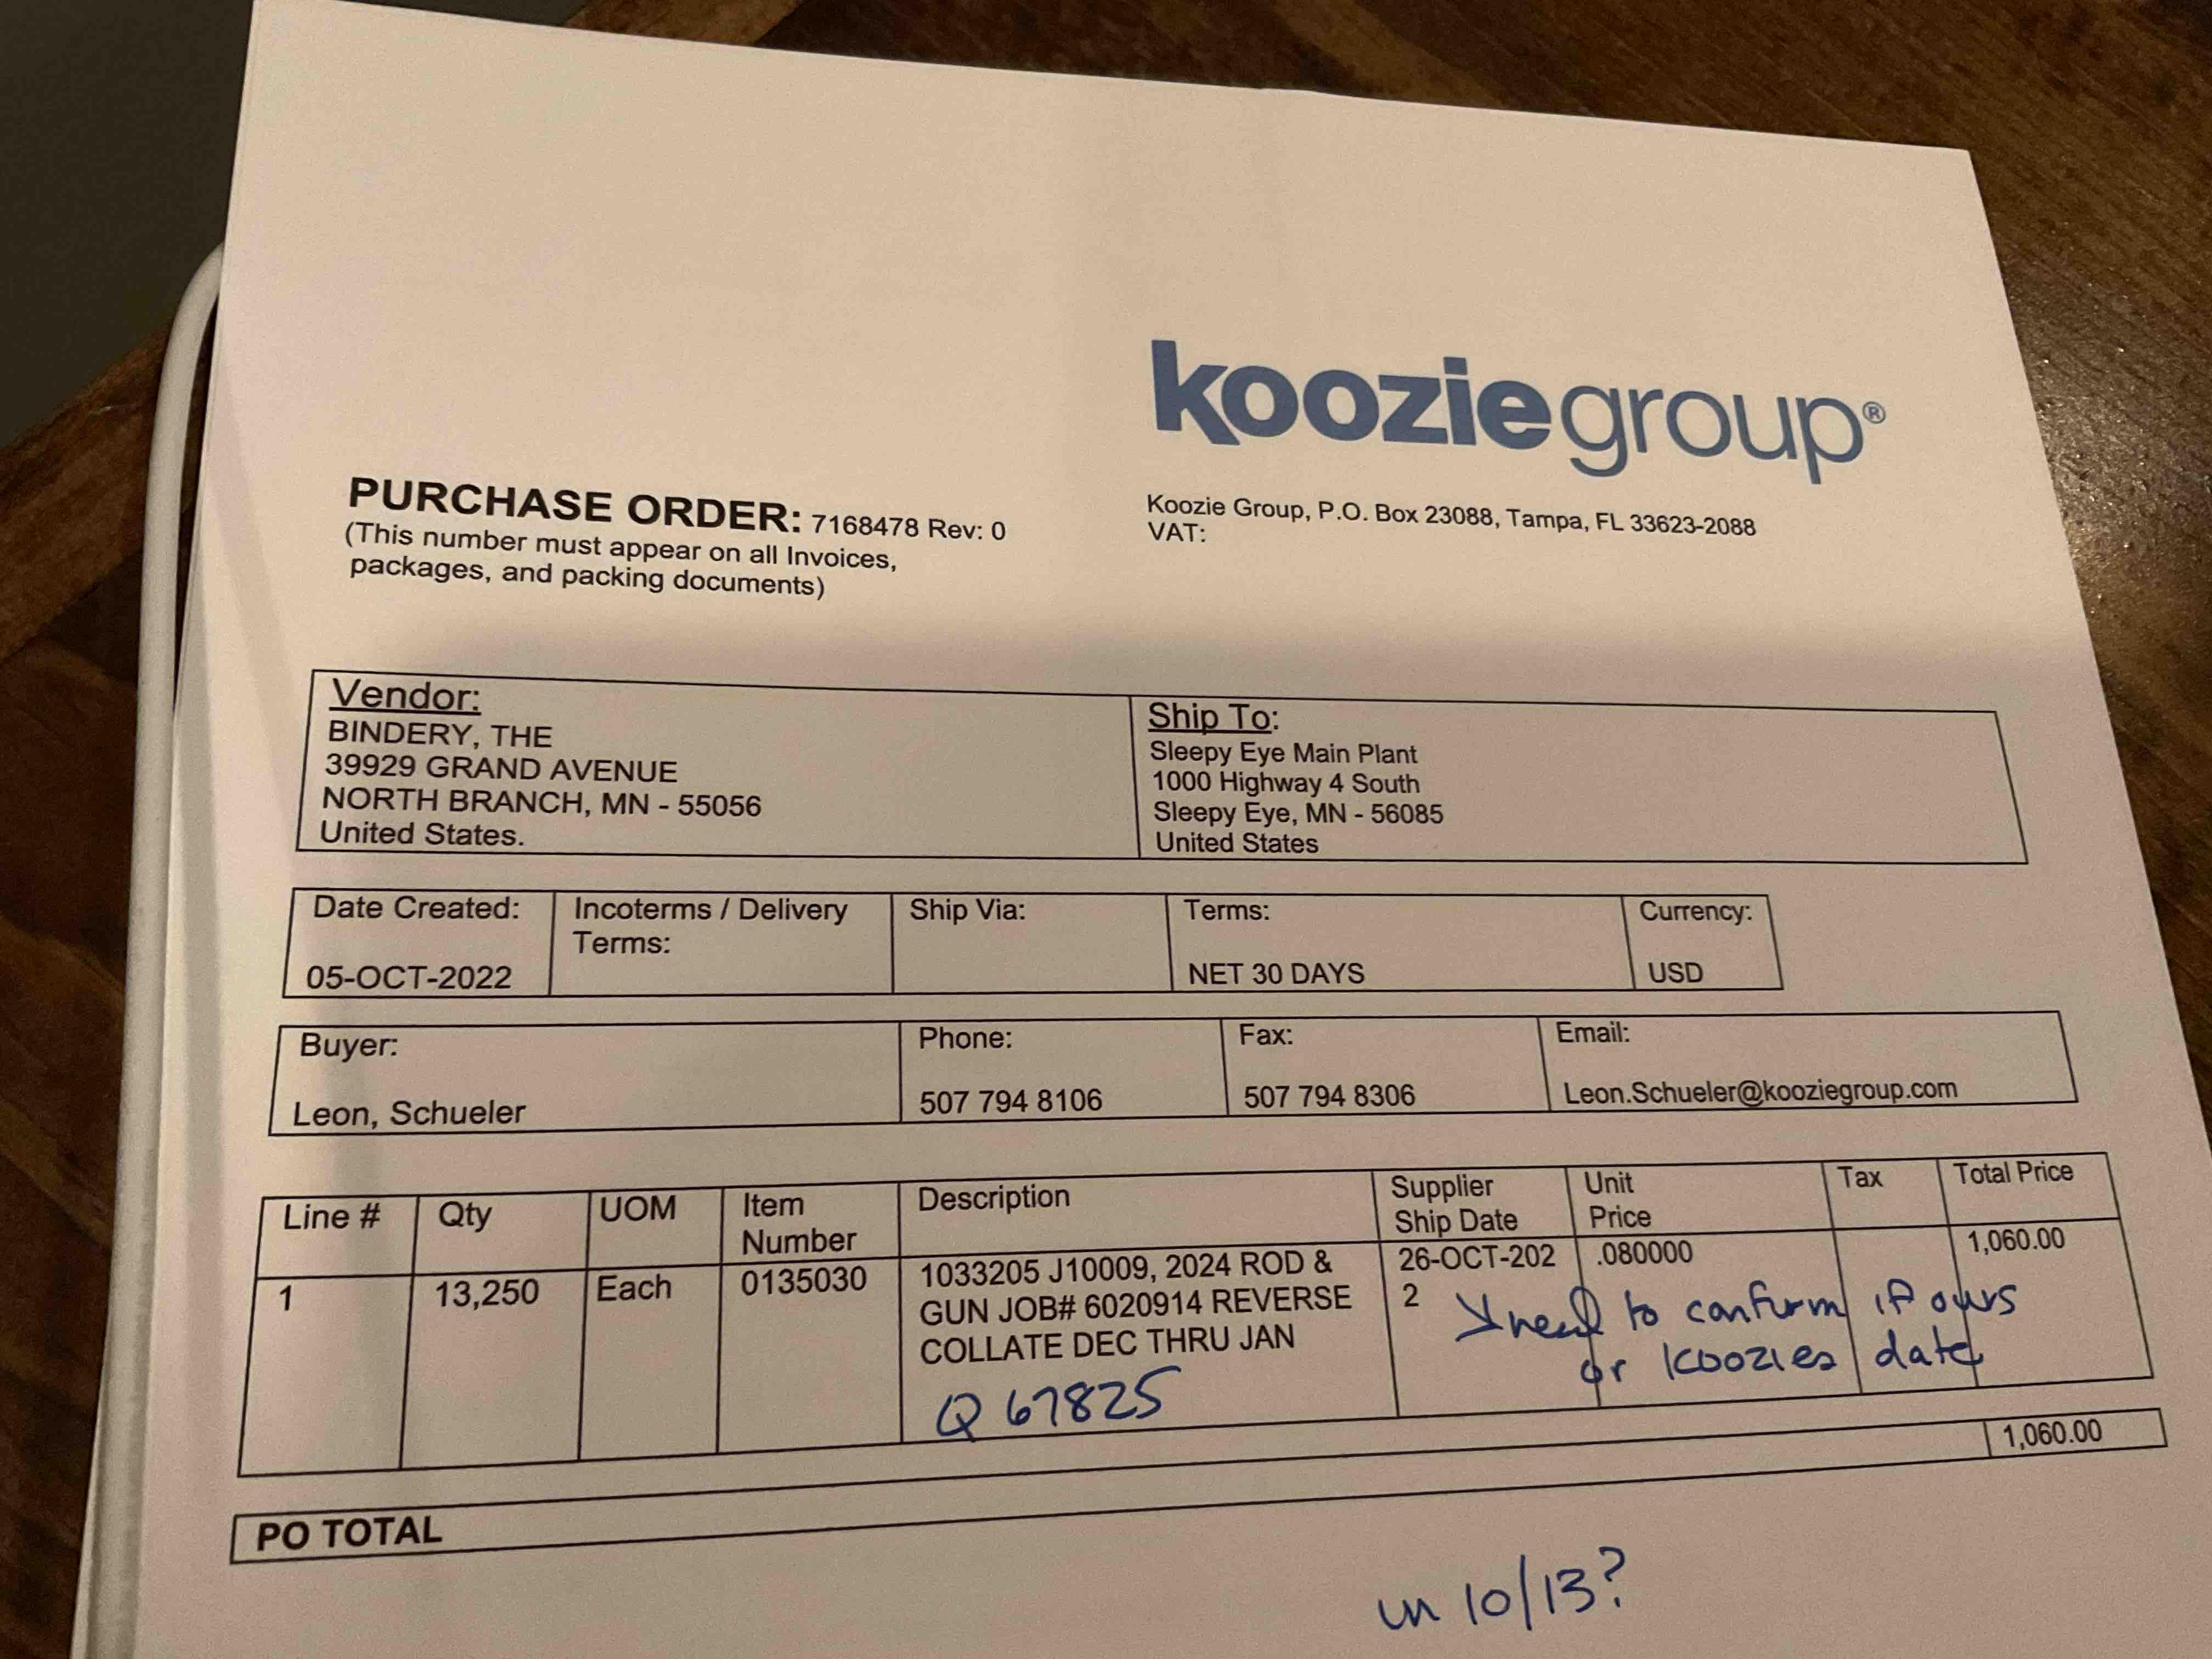 kooziegroup®
PURCHASE ORDER: 7168478 Rev: 0
(This number must appear on all Invoices,
packages, and packing documents)
Koozie Group, P.O. Box 23088, Tampa, FL 33623-2088
VAT:
Vendor:
BINDERY, THE
39929 GRAND AVENUE
NORTH BRANCH, MN - 55056
United States.
Ship To:
Sleepy Eye Main Plant
1000 Highway 4 South
Sleepy Eye, MN - 56085
United States
Date Created:
05-OCT-2022
Incoterms / Delivery
Terms:
Ship Via:
Terms:
NET 30 DAYS
Currency:
USD
Buyer:
Leon, Schueler
Phone:
507 794 8106
Fax:
507 794 8306
Email:
Leon.Schueler@kooziegroup.com
Line #
Qty
UOM
Item
Number
Description
Supplier
Ship Date
Unit
Price
Tax
Total Price
1
13,250
Each
0135030
1033205 J10009, 2024 ROD &
GUN JOB# 6020914 REVERSE
COLLATE DEC THRU JAN
Q 67825
26-OCT-202
2
.080000
1,060.00
need to confirm if ours
or Koozies date
1,060.00
PO TOTAL
in 10/13?